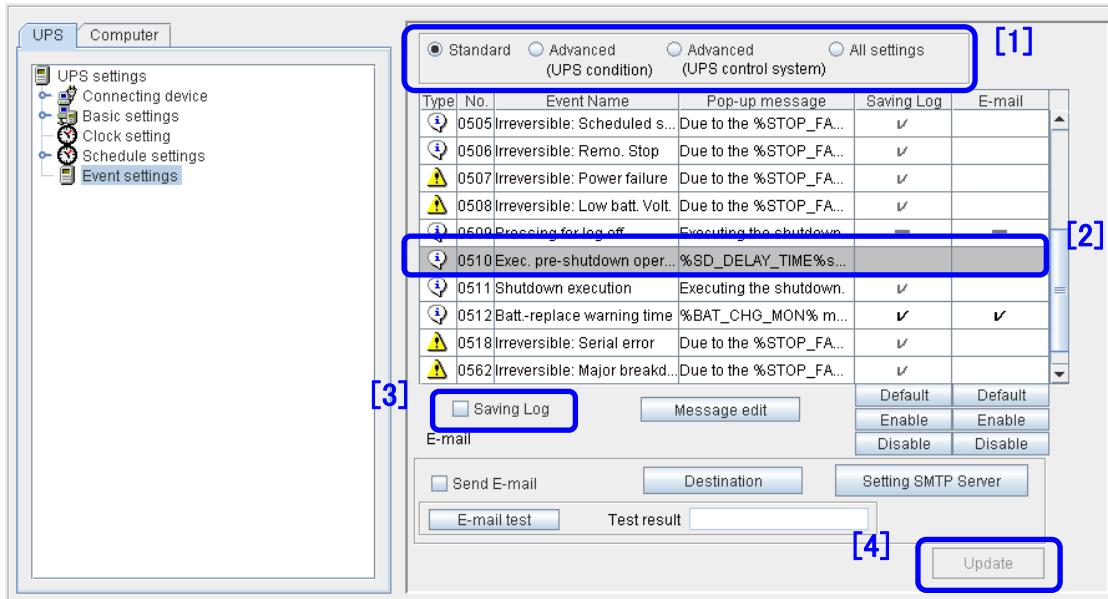 UPS Computer
UPS settings
Connecting device
Basic settings
Clock setting
Schedule settings
Event settings
[1]
Standard Advanced Advanced All settings
(UPS condition) (UPS control system)
Type No. Event Name Pop-up message Saving Log E-mail
0505 Irreversible: Scheduled s... Due to the %STOP_FA...
0506 Irreversible: Remo. Stop Due to the %STOP_FA...
0507 Irreversible: Power failure Due to the %STOP_FA...
0508 Irreversible: Low batt. Volt. Due to the %STOP_FA...
0509 Pressing for log off Executing the shutdown.
[2]
0510 Exec. pre-shutdown oper... %SD_DELAY_TIME%s...
0511 Shutdown execution Executing the shutdown.
0512 Batt.-replace warning time %BAT_CHG_MON% m...
0518 Irreversible: Serial error Due to the %STOP_FA...
0562 Irreversible: Major breakd... Due to the %STOP_FA...
[3]
Saving Log Message edit Default Default
Enable Enable
E-mail Disable Disable
Send E-mail Destination Setting SMTP Server
E-mail test Test result
[4]
Update